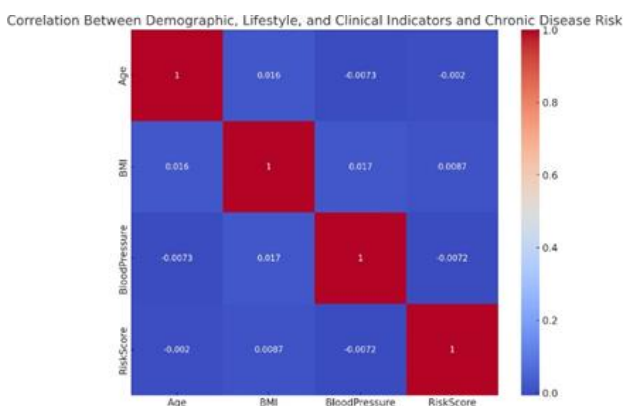 Correlation Between Demographic, Lifestyle, and Clinical Indicators and Chronic Disease Risk
Age 1 0.016 -0.0073 -0.002
BMI 0.016 1 0.017 0.0087
BloodPressure -0.0073 0.017 1 -0.0072
RiskScore -0.002 0.0087 -0.0072 1
Age BMI BloodPressure RiskScore
1.0
0.8
0.6
0.4
0.2
0.0